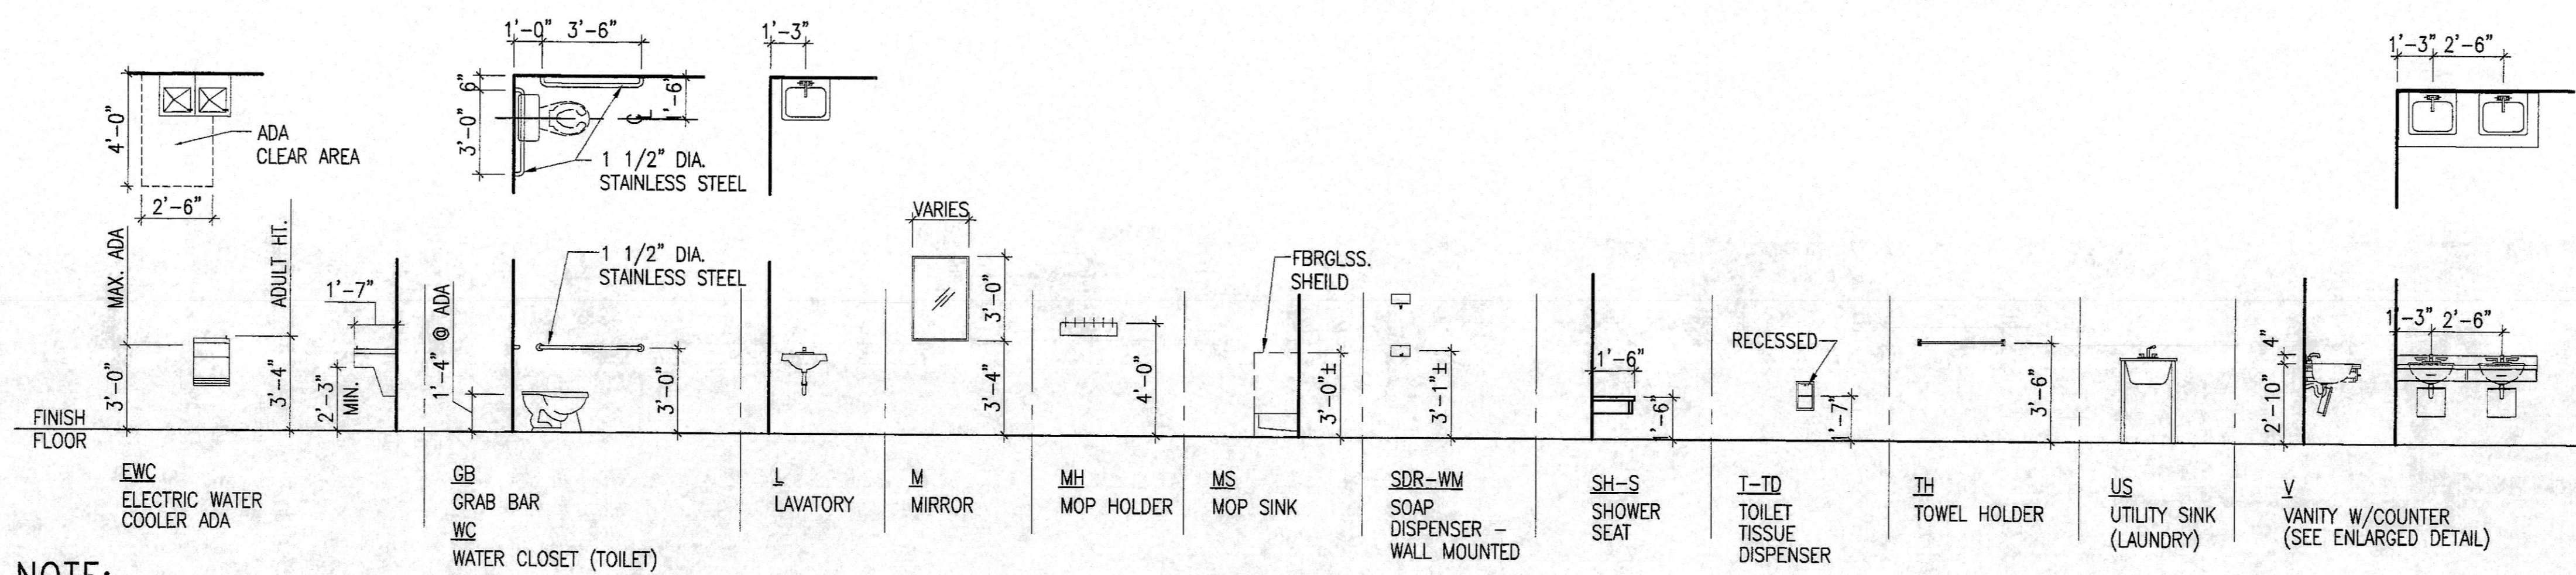 1'-0" 3'-6"
1'-3"
1'-3" 2'-6"
4'-0"
ADA
CLEAR AREA
2'-6"
6"
3'-0"
1'-6"
1 1/2" DIA.
STAINLESS STEEL
MAX. ADA
3'-0"
ADULT HT.
3'-4"
1'-7"
2'-3"
MIN.
1'-4" @ ADA
1 1/2" DIA.
STAINLESS STEEL
3'-0"
VARIES
3'-0"
3'-4"
4'-0"
FBRGLSS.
SHEILD
3'-0"±
3'-1"±
1'-6"
1'-6"
RECESSED
1'-7"
3'-6"
4"
2'-10"
1'-3" 2'-6"
FINISH
FLOOR
EWC
ELECTRIC WATER
COOLER ADA
GB
GRAB BAR
WC
WATER CLOSET (TOILET)
L
LAVATORY
M
MIRROR
MH
MOP HOLDER
MS
MOP SINK
SDR-WM
SOAP
DISPENSER -
WALL MOUNTED
SH-S
SHOWER
SEAT
T-TD
TOILET
TISSUE
DISPENSER
TH
TOWEL HOLDER
US
UTILITY SINK
(LAUNDRY)
V
VANITY W/COUNTER
(SEE ENLARGED DETAIL)
NOTE: